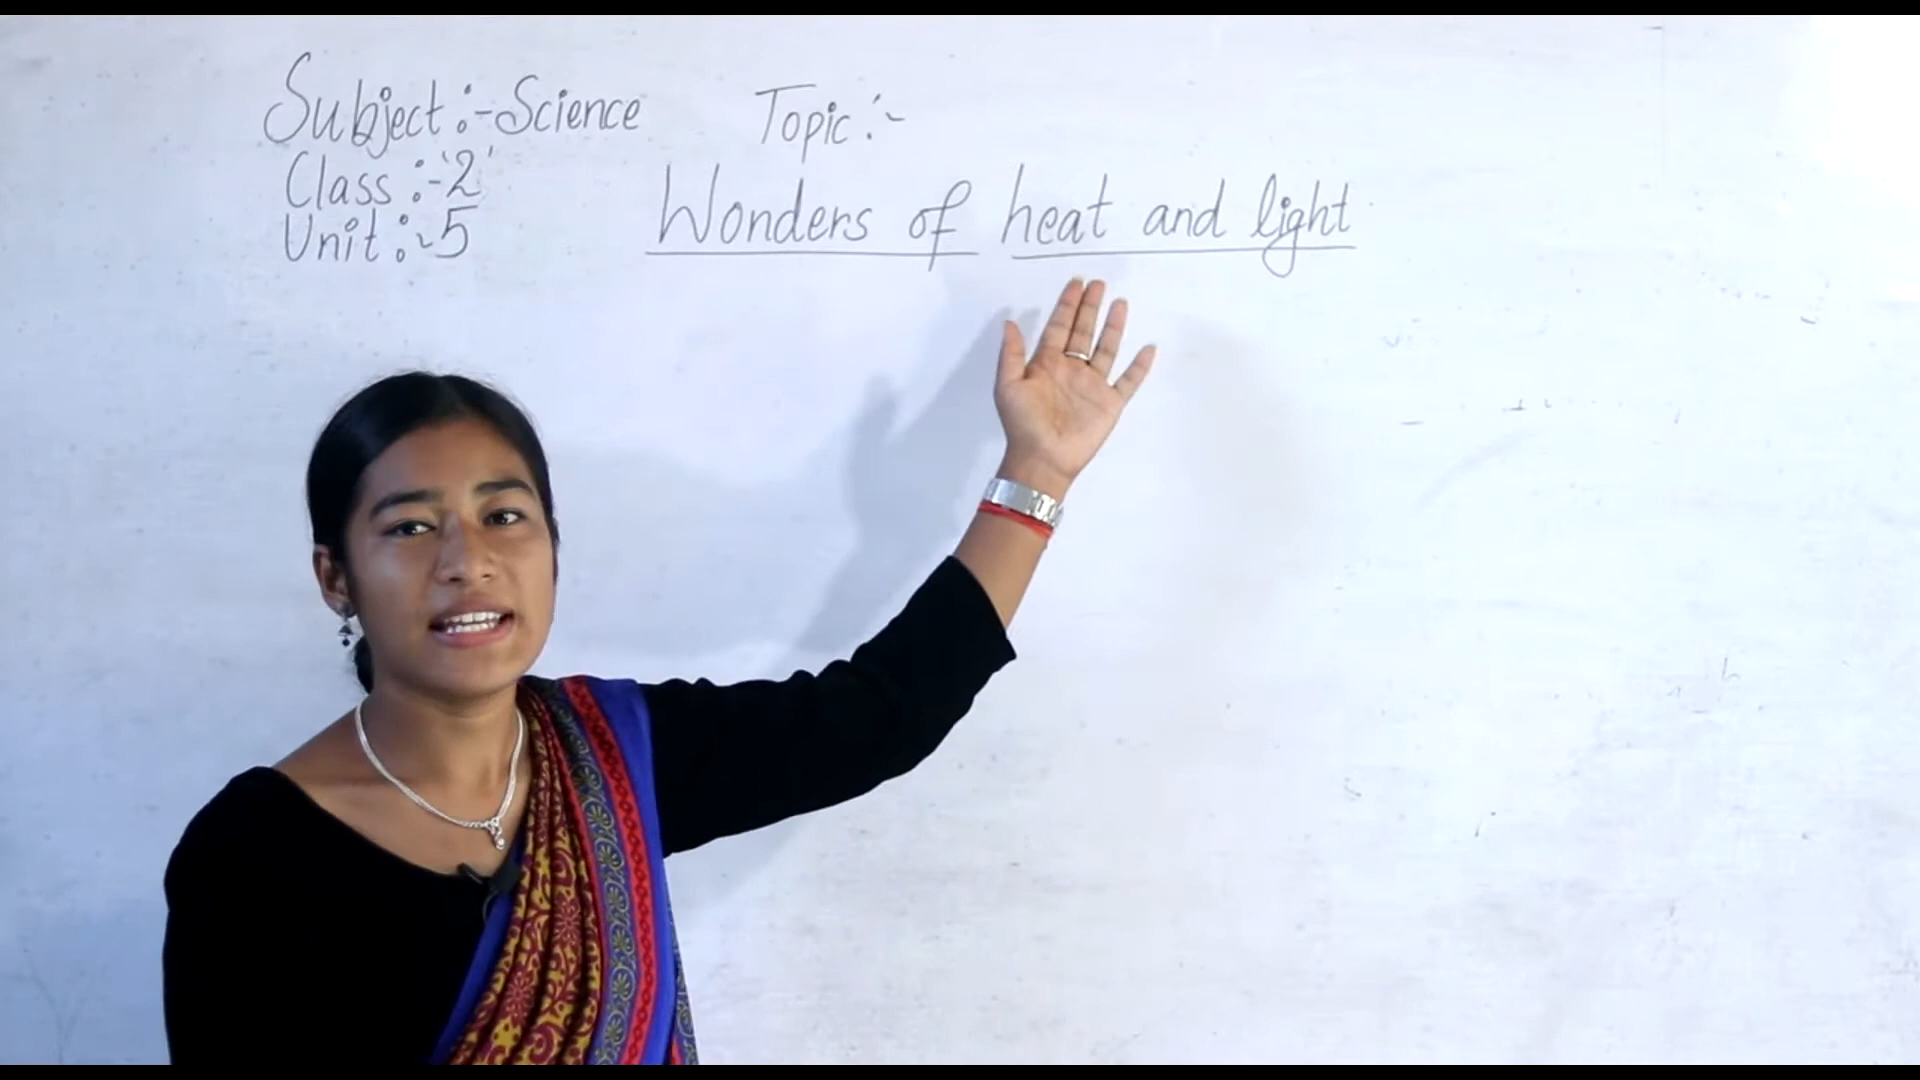 Subject:-Science
Class:-'2'
Unit:-5
Topic:-
Wonders of heat and light